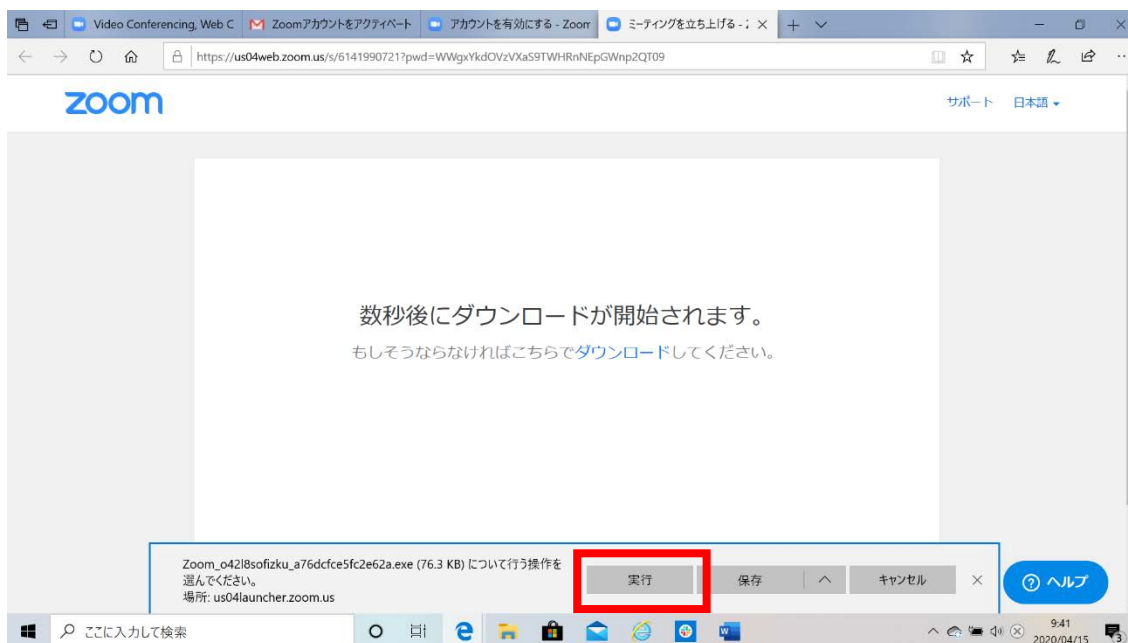 Video Conferencing, Web C
Zoomアカウントをアクティベート
アカウントを有効にする - Zoom
ミーティングを立ち上げる - Z
https://us04web.zoom.us/s/6141990721?pwd=WWgxYkdOVzVXaS9TWHRnNEpGWnp2QT09
zoom
サポート 日本語
数秒後にダウンロードが開始されます。
もしそうならなければこちらでダウンロードしてください。
Zoom_o42l8sofizku_a76dcfce5fc2e62a.exe (76.3 KB) について行う操作を
選んでください。
場所: us04launcher.zoom.us
実行
保存
キャンセル
ヘルプ
ここに入力して検索
9:41
2020/04/15
3